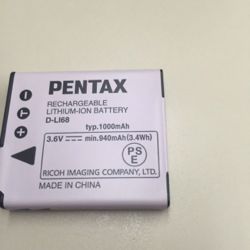 PENTAX
RECHARGEABLE
LITHIUM-ION BATTERY
D-LI68
typ.1000mAh
3.6V min.940mAh(3.4Wh)
PS
E
RICOH IMAGING COMPANY, LTD.
MADE IN CHINA